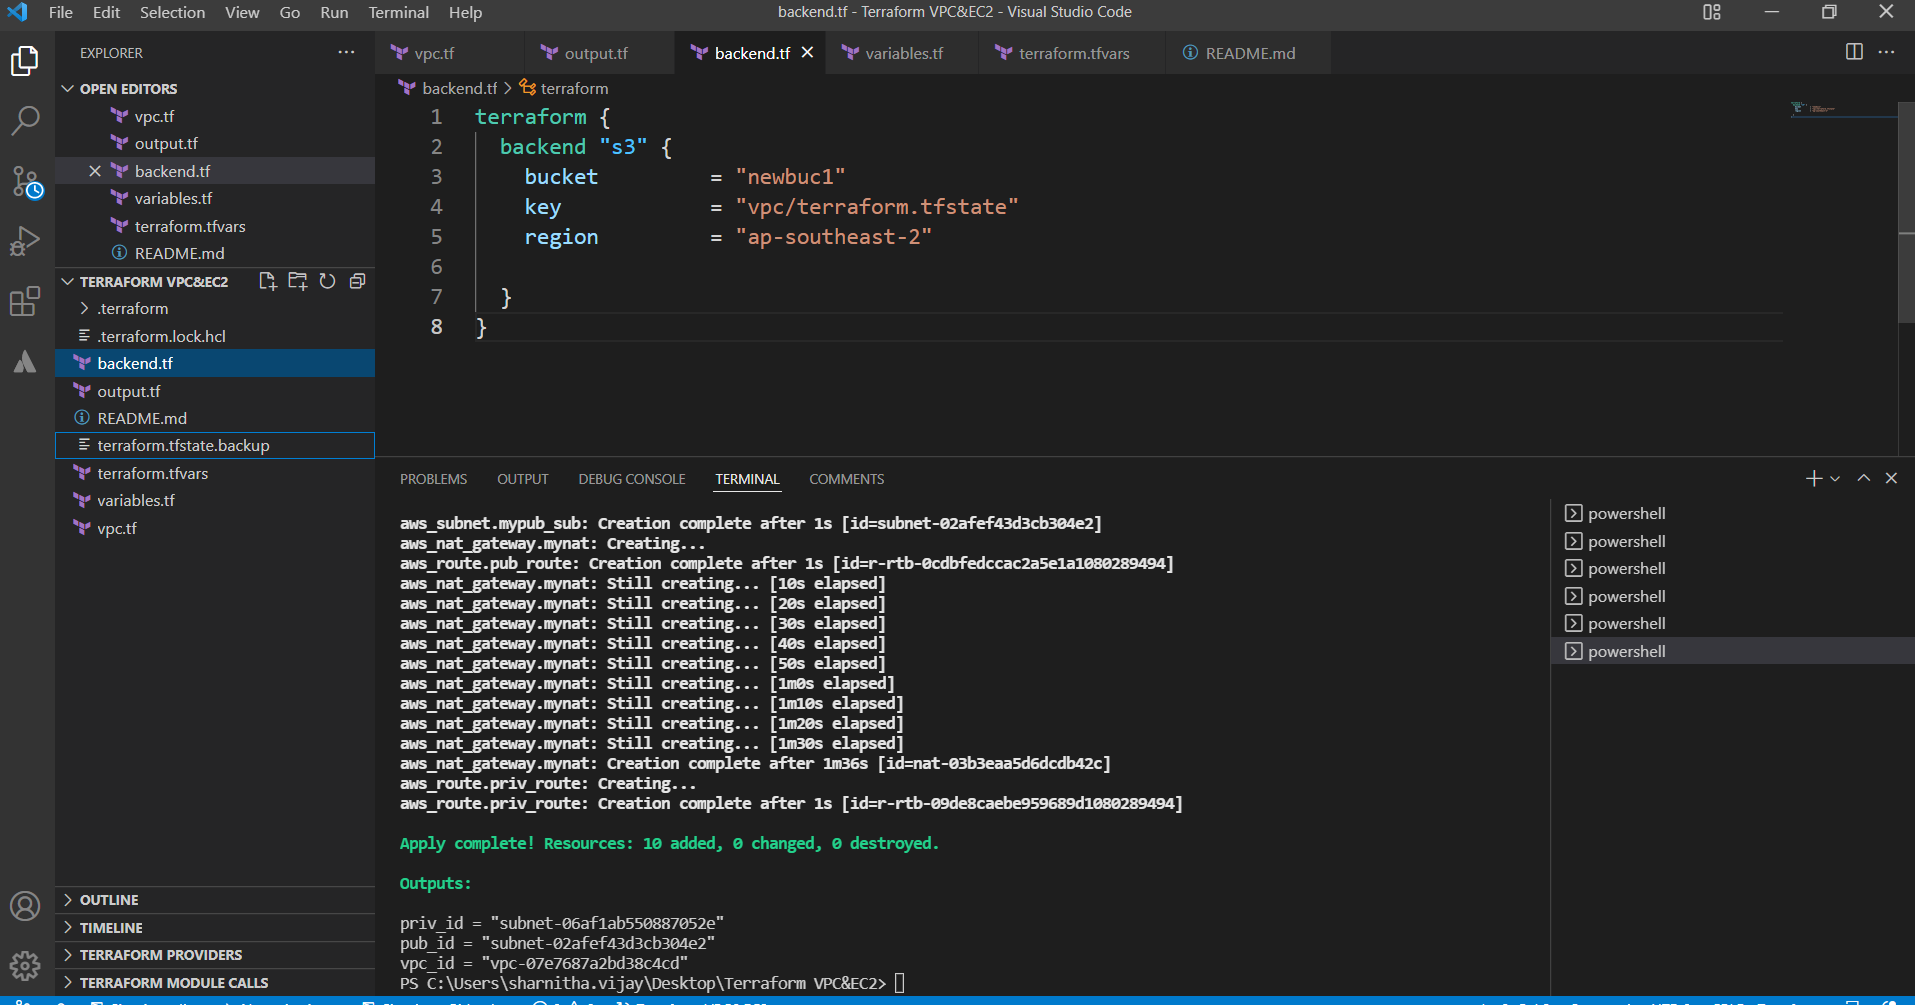 File Edit Selection View Go Run Terminal Help
backend.tf - Terraform VPC&EC2 - Visual Studio Code
EXPLORER
OPEN EDITORS
vpc.tf
output.tf
backend.tf
variables.tf
terraform.tfvars
README.md
TERRAFORM VPC&EC2
.terraform
.terraform.lock.hcl
backend.tf
output.tf
README.md
terraform.tfstate.backup
terraform.tfvars
variables.tf
vpc.tf
OUTLINE
TIMELINE
TERRAFORM PROVIDERS
TERRAFORM MODULE CALLS
vpc.tf output.tf backend.tf variables.tf terraform.tfvars README.md
backend.tf > terraform
1 terraform {
2 backend "s3" {
3 bucket = "newbuc1"
4 key = "vpc/terraform.tfstate"
5 region = "ap-southeast-2"
6
7 }
8 }
PROBLEMS OUTPUT DEBUG CONSOLE TERMINAL COMMENTS
aws_subnet.mypub_sub: Creation complete after 1s [id=subnet-02afef43d3cb304e2]
aws_nat_gateway.mynat: Creating...
aws_route.pub_route: Creation complete after 1s [id=r-rtb-0cdbfedccac2a5e1a1080289494]
aws_nat_gateway.mynat: Still creating... [10s elapsed]
aws_nat_gateway.mynat: Still creating... [20s elapsed]
aws_nat_gateway.mynat: Still creating... [30s elapsed]
aws_nat_gateway.mynat: Still creating... [40s elapsed]
aws_nat_gateway.mynat: Still creating... [50s elapsed]
aws_nat_gateway.mynat: Still creating... [1m0s elapsed]
aws_nat_gateway.mynat: Still creating... [1m10s elapsed]
aws_nat_gateway.mynat: Still creating... [1m20s elapsed]
aws_nat_gateway.mynat: Still creating... [1m30s elapsed]
aws_nat_gateway.mynat: Creation complete after 1m36s [id=nat-03b3eaa5d6dcdb42c]
aws_route.priv_route: Creating...
aws_route.priv_route: Creation complete after 1s [id=r-rtb-09de8caebe959689d1080289494]
Apply complete! Resources: 10 added, 0 changed, 0 destroyed.
Outputs:
priv_id = "subnet-06af1ab550887052e"
pub_id = "subnet-02afef43d3cb304e2"
vpc_id = "vpc-07e7687a2bd38c4cd"
PS C:\Users\sharnitha.vijay\Desktop\Terraform VPC&EC2>
powershell
powershell
powershell
powershell
powershell
powershell